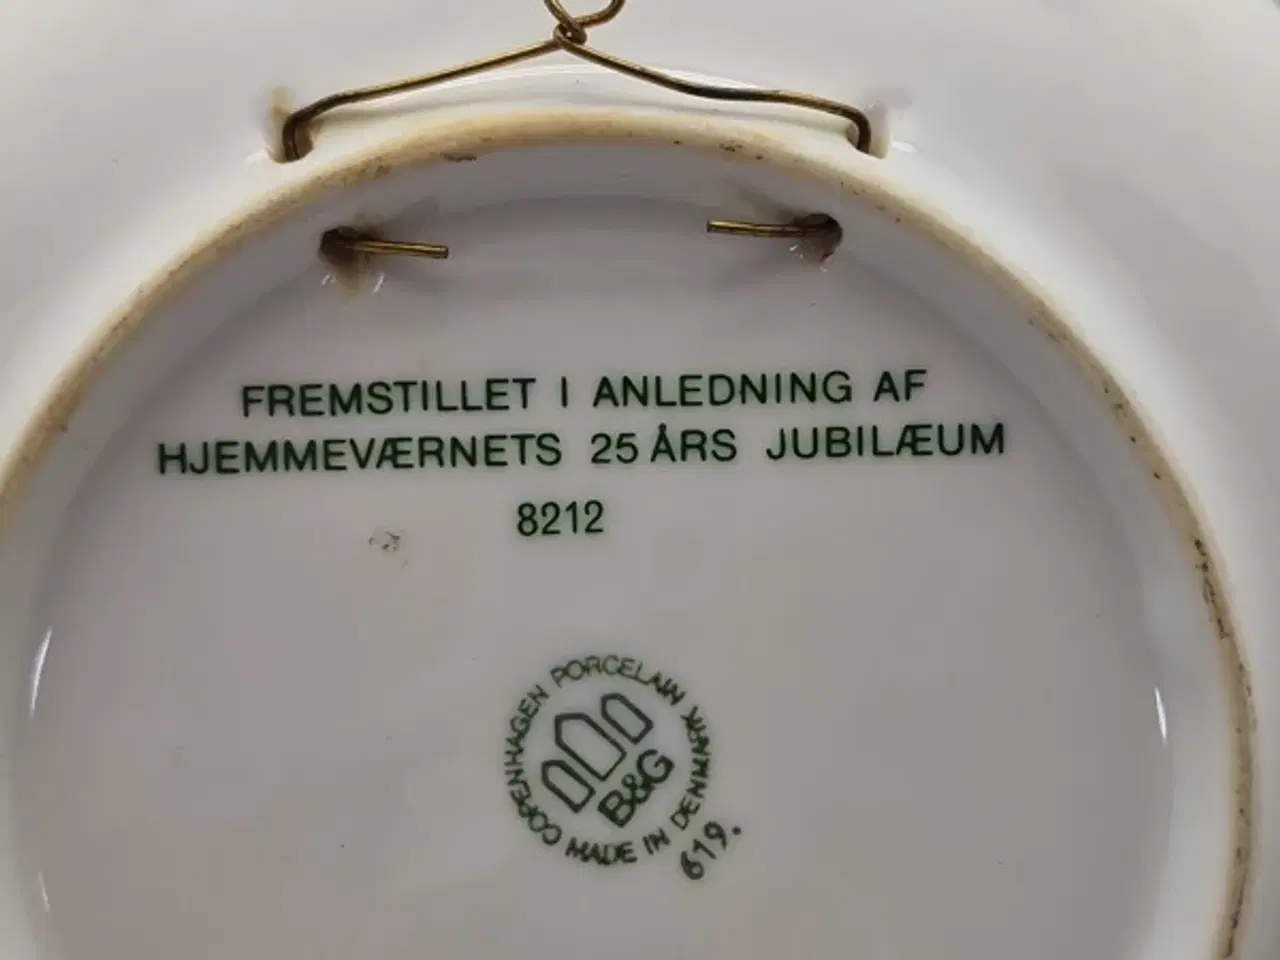 FREMSTILLET I ANLEDNING AF
HJEMMEVÆRNETS 25 ÅRS JUBILÆUM
8212
COPENHAGEN PORCELAIN
B&G
MADE IN DENMARK
619.